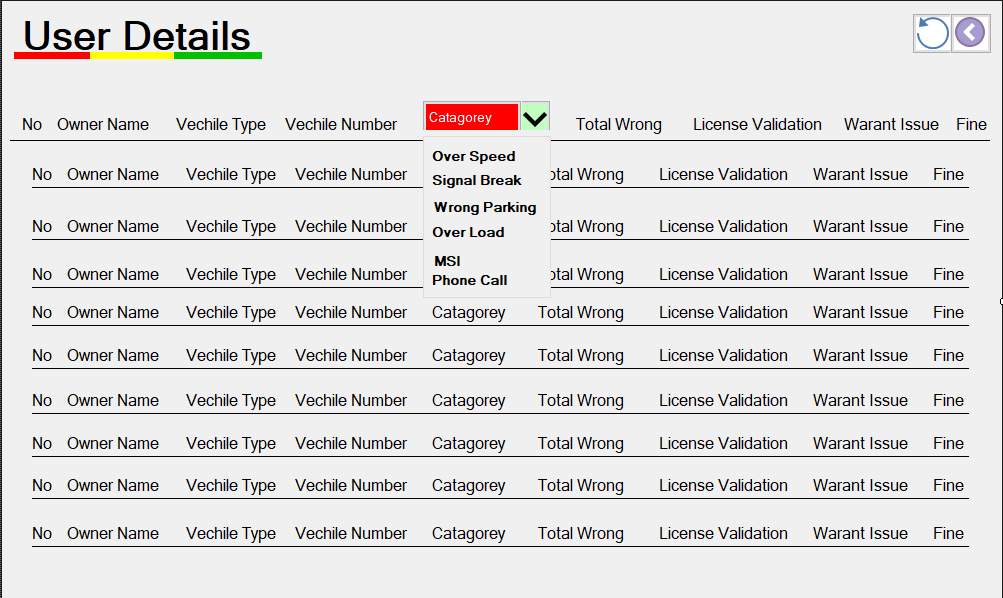 User Details
No Owner Name Vechile Type Vechile Number Catagorey Total Wrong License Validation Warant Issue Fine
Over Speed
No Owner Name Vechile Type Vechile Number otal Wrong License Validation Warant Issue Fine
Signal Break
Wrong Parking
No Owner Name Vechile Type Vechile Number otal Wrong License Validation Warant Issue Fine
Over Load
MSI
No Owner Name Vechile Type Vechile Number otal Wrong License Validation Warant Issue Fine
Phone Call
No Owner Name Vechile Type Vechile Number Catagorey Total Wrong License Validation Warant Issue Fine
No Owner Name Vechile Type Vechile Number Catagorey Total Wrong License Validation Warant Issue Fine
No Owner Name Vechile Type Vechile Number Catagorey Total Wrong License Validation Warant Issue Fine
No Owner Name Vechile Type Vechile Number Catagorey Total Wrong License Validation Warant Issue Fine
No Owner Name Vechile Type Vechile Number Catagorey Total Wrong License Validation Warant Issue Fine
No Owner Name Vechile Type Vechile Number Catagorey Total Wrong License Validation Warant Issue Fine